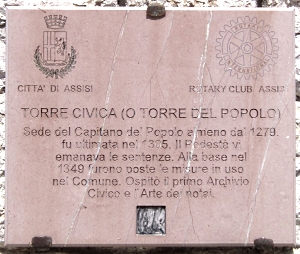 CITTA' DI ASSISI
ROTARY CLUB ASSISI
TORRE CIVICA (O TORRE DEL POPOLO)
Sede del Capitano del Popolo almeno dal 1279,
fu ultimata nel 1305. Il Podestà vi
emanava le sentenze. Alla base nel
1349 furono poste le misure in uso
nel Comune. Ospitò il primo Archivio
Civico e l'Arte dei notai.